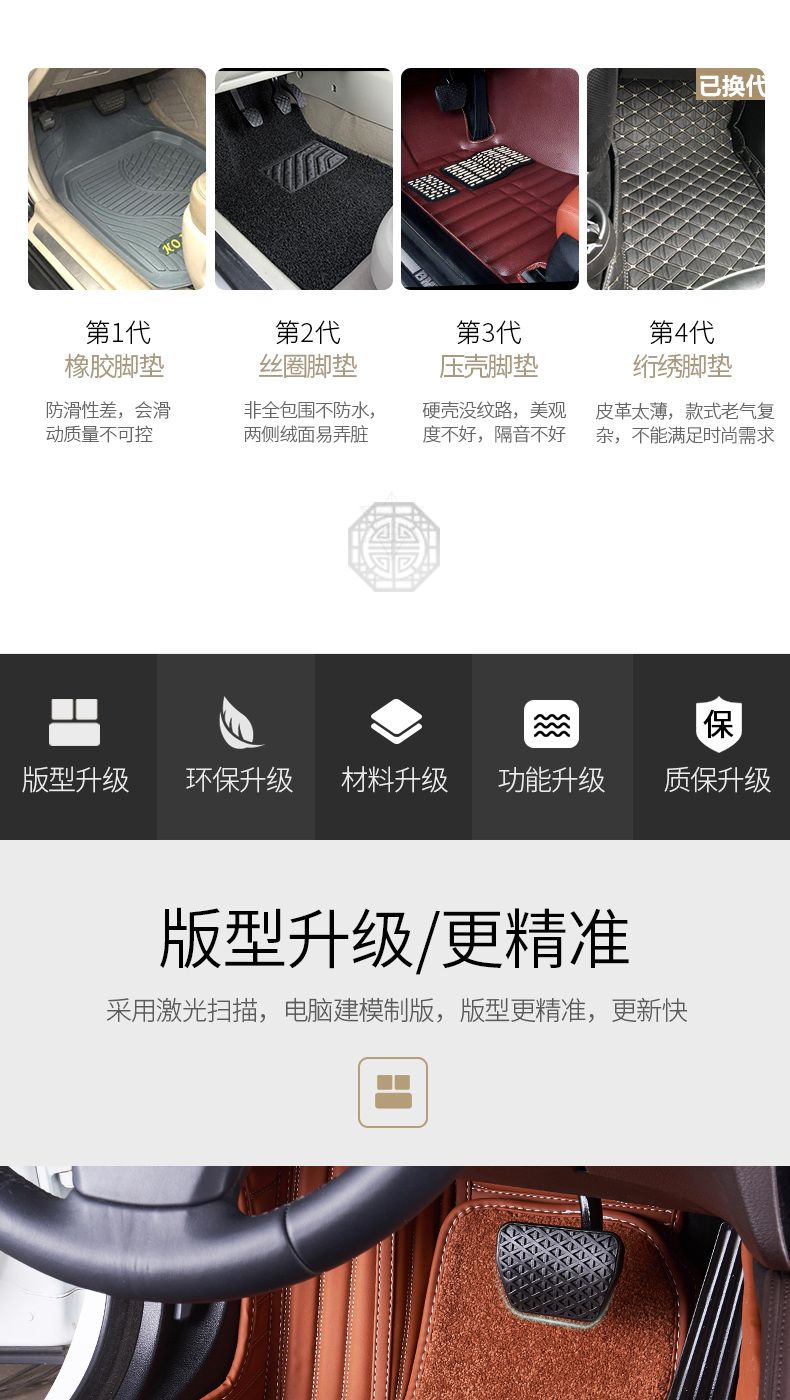 已换代
第1代
橡胶脚垫
防滑性差，会滑
动质量不可控
第2代
丝圈脚垫
非全包围不防水，
两侧绒面易弄脏
第3代
压壳脚垫
硬壳没纹路，美观
度不好，隔音不好
第4代
绗绣脚垫
皮革太薄，款式老气复
杂，不能满足时尚需求
版型升级
环保升级
材料升级
功能升级
保
质保升级
版型升级/更精准
采用激光扫描，电脑建模制版，版型更精准，更新快